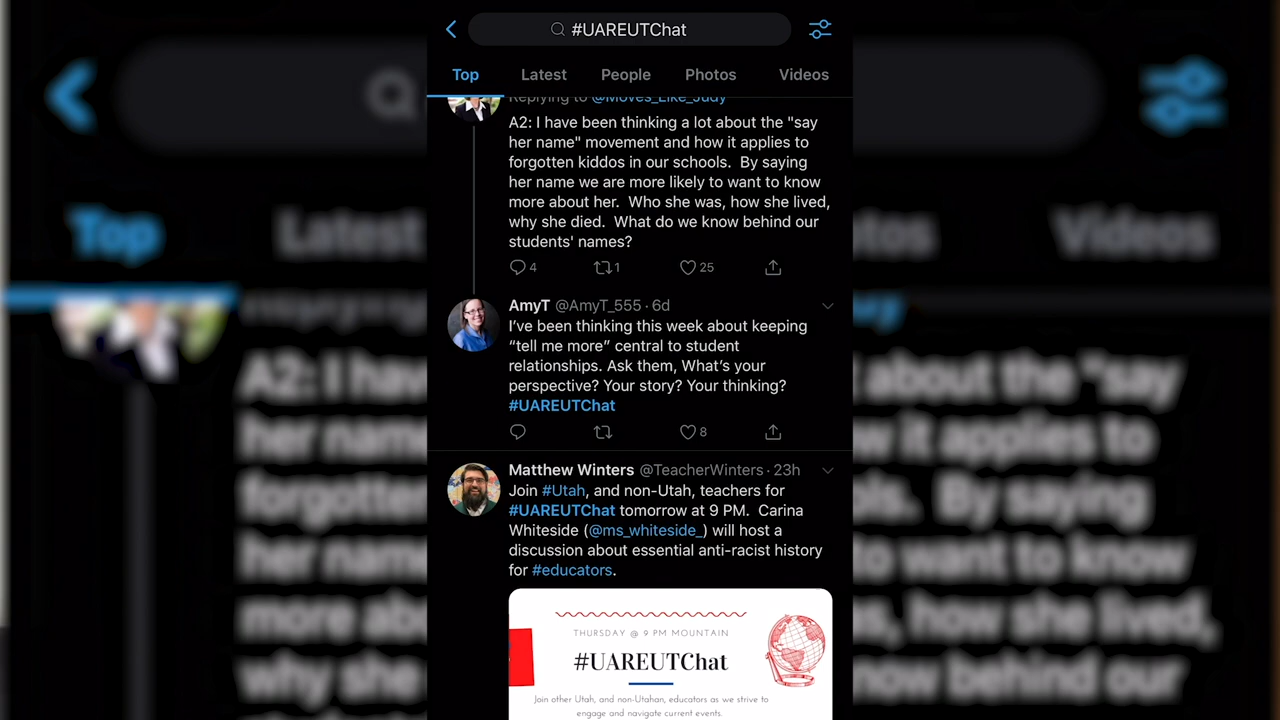 #UAREUTChat
Top Latest People Photos Videos
Replying to @Moves_Like_Judy
A2: I have been thinking a lot about the "say
her name" movement and how it applies to
forgotten kiddos in our schools.  By saying
her name we are more likely to want to know
more about her.  Who she was, how she lived,
why she died.  What do we know behind our
students' names?
4 1 25
AmyT @AmyT_555 · 6d
I’ve been thinking this week about keeping
“tell me more” central to student
relationships. Ask them, What’s your
perspective? Your story? Your thinking?
#UAREUTChat
8
Matthew Winters @TeacherWinters · 23h
Join #Utah, and non-Utah, teachers for
#UAREUTChat tomorrow at 9 PM.  Carina
Whiteside (@ms_whiteside_) will host a
discussion about essential anti-racist history
for #educators.
THURSDAY @ 9 PM MOUNTAIN
#UAREUTChat
Join other Utah, and non-Utahan, educators as we strive to
engage and navigate current events.